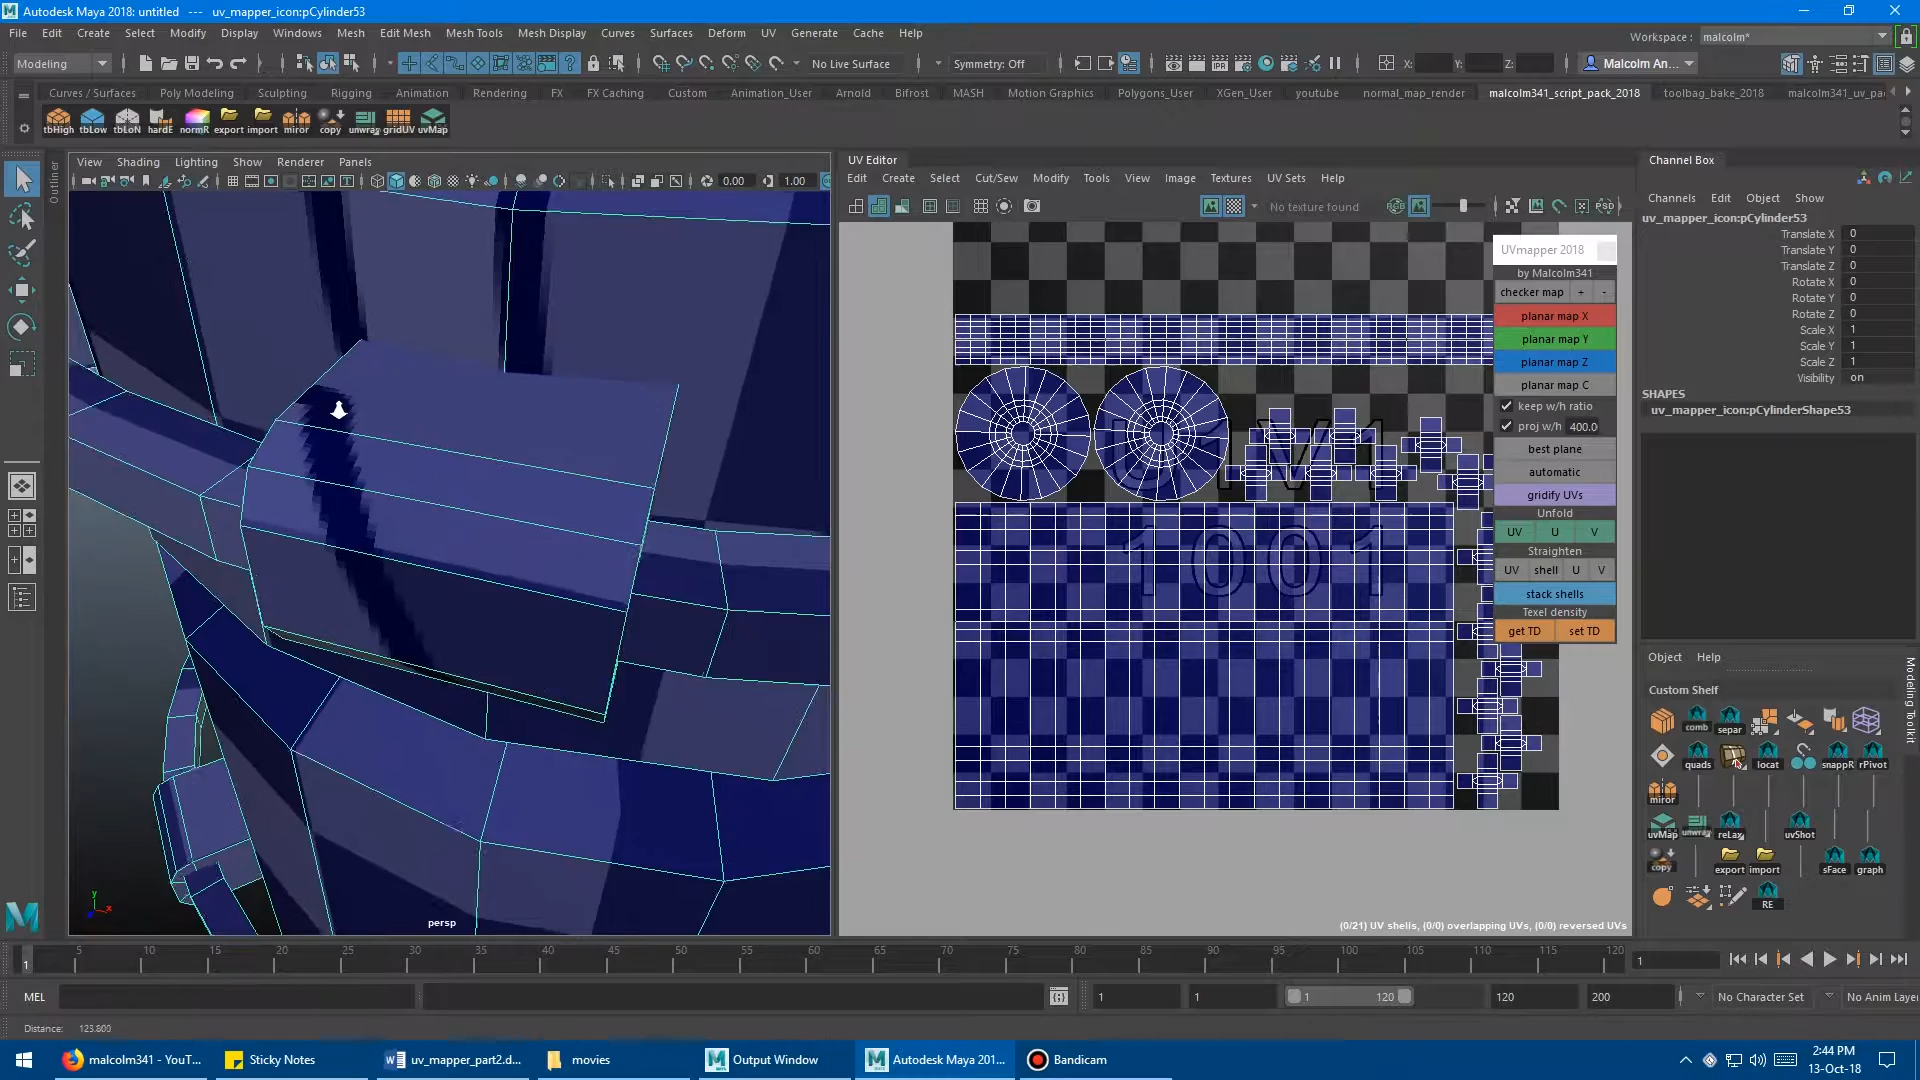 Autodesk Maya 2018: untitled --- uv_mapper_icon:pCylinder53
File Edit Create Select Modify Display Windows Mesh Edit Mesh Mesh Tools Mesh Display Curves Surfaces Deform UV Generate Cache Help
Workspace : malcolm*
Modeling No Live Surface Symmetry: Off X: Y: Z: Malcolm An...
Curves / Surfaces Poly Modeling Sculpting Rigging Animation Rendering FX FX Caching Custom Animation_User Arnold Bifrost MASH Motion Graphics Polygons_User XGen_User youtube normal_map_render malcolm341_script_pack_2018 toolbag_bake_2018 malcolm341_uv_pa
tbHigh tbLow tbLoN hardE normR export import miror copy unwra gridUV uvMap
Outliner
View Shading Lighting Show Renderer Panels
0.00 1.00
persp
UV Editor
Edit Create Select Cut/Sew Modify Tools View Image Textures UV Sets Help
No texture found
RGB
PSD
U1V1
1001
(0/21) UV shells, (0/0) overlapping UVs, (0/0) reversed UVs
UVmapper 2018
by Malcolm341
checker map + -
planar map X
planar map Y
planar map Z
planar map C
keep w/h ratio
proj w/h 400.0
best plane
automatic
gridify UVs
Unfold
UV U V
Straighten
UV shell U V
stack shells
Texel density
get TD set TD
Channel Box
Channels Edit Object Show
uv_mapper_icon:pCylinder53
Translate X 0
Translate Y 0
Translate Z 0
Rotate X 0
Rotate Y 0
Rotate Z 0
Scale X 1
Scale Y 1
Scale Z 1
Visibility on
SHAPES
uv_mapper_icon:pCylinderShape53
Object Help
Custom Shelf
comb separ
quads locat snappR rPivot
miror
uvMap unwra reLax uvShot
copy export import sFace graph
RE
Modeling Toolkit
5 10 15 20 25 30 35 40 45 50 55 60 65 70 75 80 85 90 95 100 105 110 115 120
1 1
MEL 1 1 1 120 120 200 No Character Set No Anim Laye
Distance: 123.800
malcolm341 - YouT... Sticky Notes uv_mapper_part2.d... movies Output Window Autodesk Maya 201... Bandicam
2:44 PM
13-Oct-18